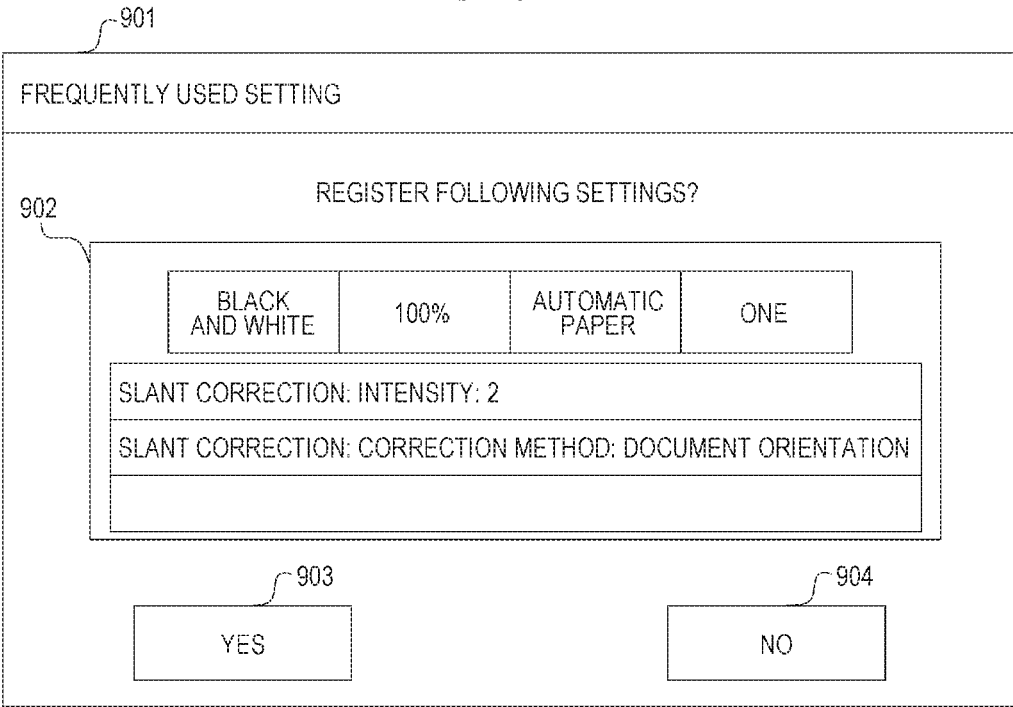 901
FREQUENTLY USED SETTING
REGISTER FOLLOWING SETTINGS?
902
BLACK
AND WHITE
100%
AUTOMATIC
PAPER
ONE
SLANT CORRECTION: INTENSITY: 2
SLANT CORRECTION: CORRECTION METHOD: DOCUMENT ORIENTATION
903
904
YES
NO